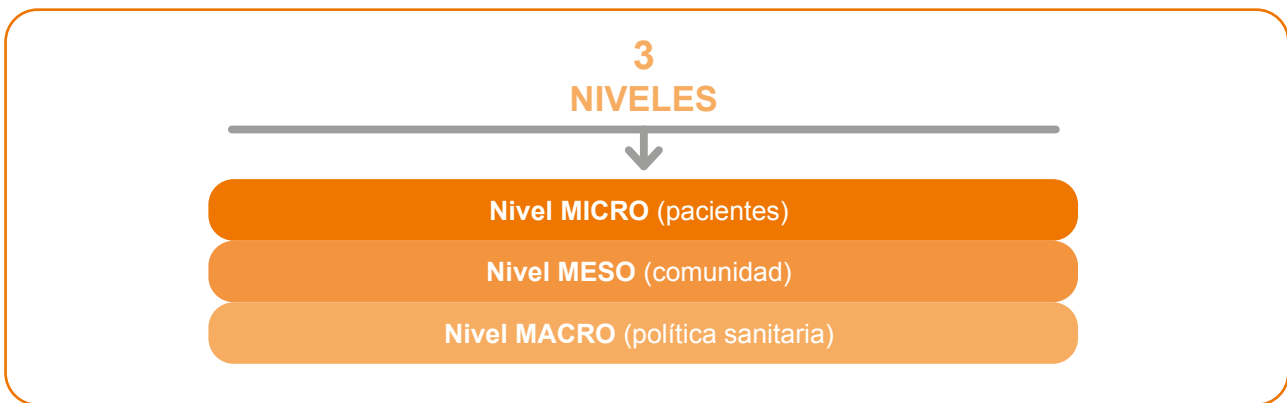 3
NIVELES
Nivel MICRO (pacientes)
Nivel MESO (comunidad)
Nivel MACRO (política sanitaria)